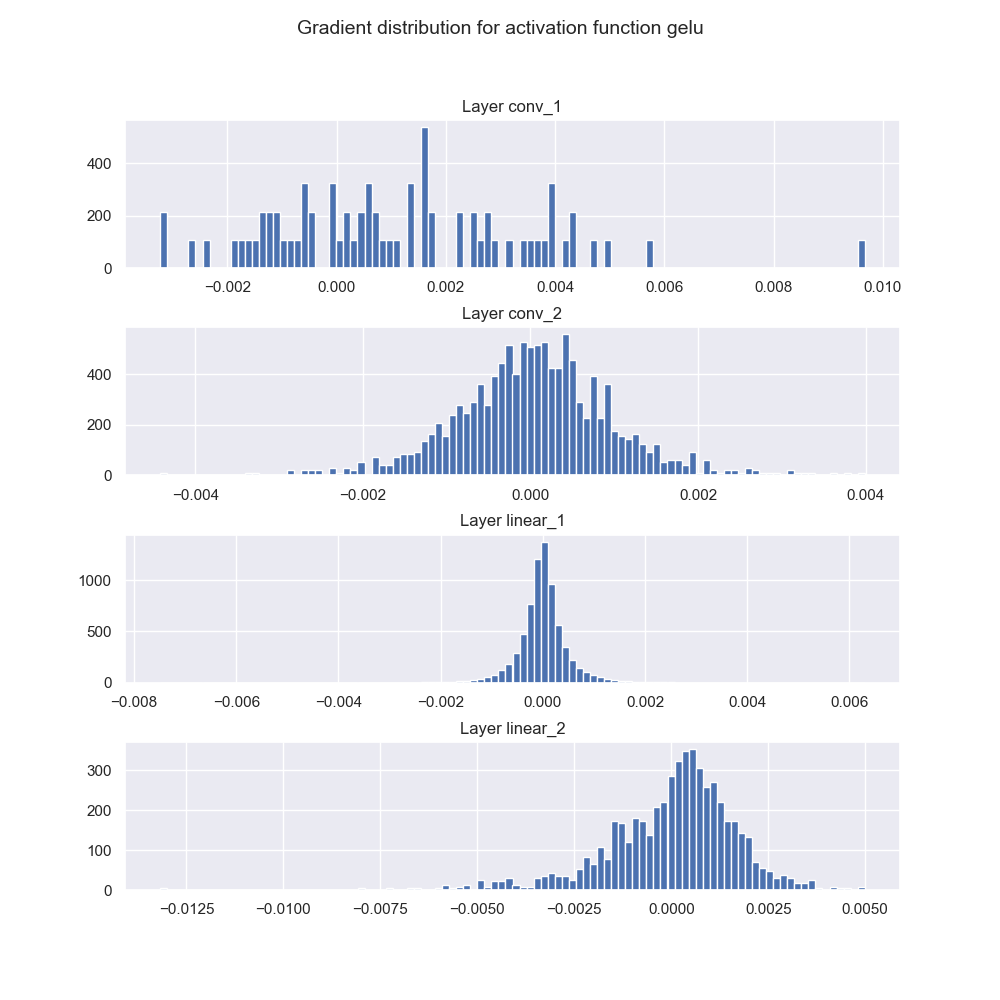 Gradient distribution for activation function gelu
Layer conv_1
400
200
0
−0.002 0.000 0.002 0.004 0.006 0.008 0.010
Layer conv_2
400
200
0
−0.004 −0.002 0.000 0.002 0.004
Layer linear_1
1000
500
0
−0.008 −0.006 −0.004 −0.002 0.000 0.002 0.004 0.006
Layer linear_2
300
200
100
0
−0.0125 −0.0100 −0.0075 −0.0050 −0.0025 0.0000 0.0025 0.0050